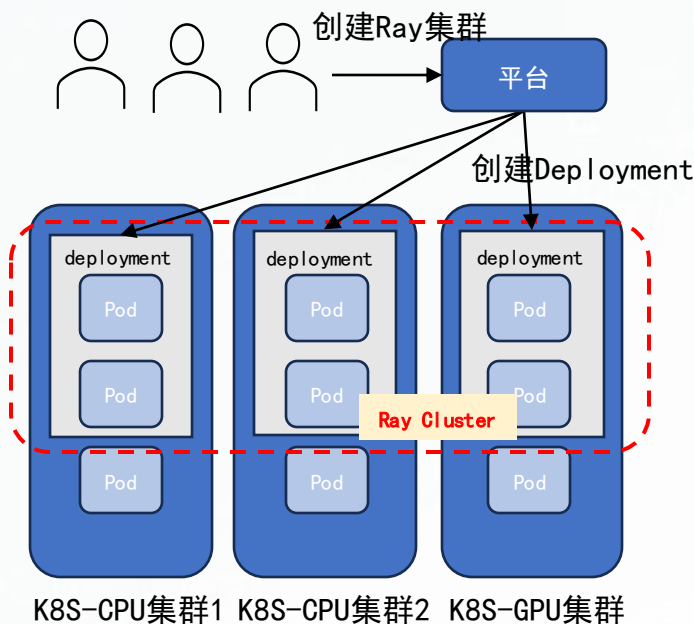 创建Ray集群
平台
创建Deployment
deployment
Pod
Pod
Pod
deployment
Pod
Pod
Pod
deployment
Pod
Pod
Pod
Ray Cluster
K8S-CPU集群1
K8S-CPU集群2
K8S-GPU集群